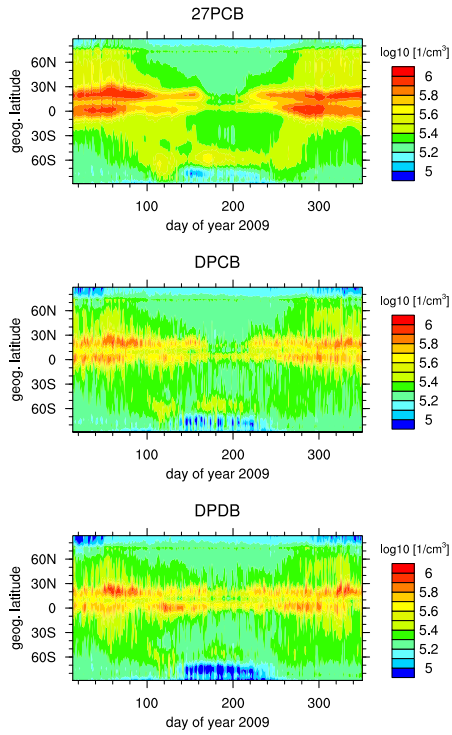 27PCB
log10 [1/cm³]
geog. latitude
60N
30N
0
30S
60S
6
5.8
5.6
5.4
5.2
5
100 200 300
day of year 2009
DPCB
log10 [1/cm³]
geog. latitude
60N
30N
0
30S
60S
6
5.8
5.6
5.4
5.2
5
100 200 300
day of year 2009
DPDB
log10 [1/cm³]
geog. latitude
60N
30N
0
30S
60S
6
5.8
5.6
5.4
5.2
5
100 200 300
day of year 2009